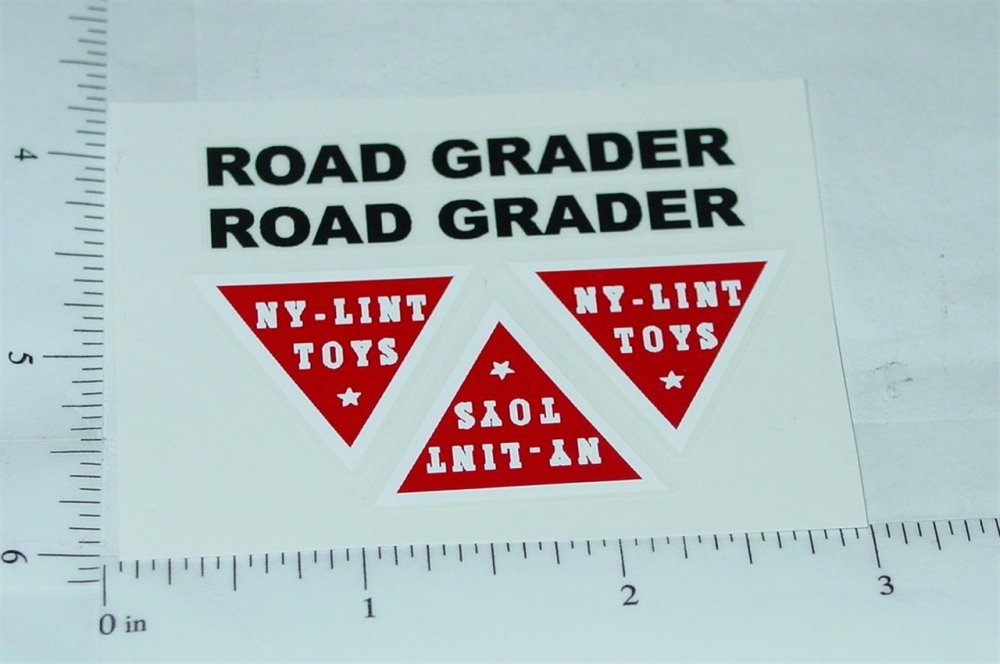 ROAD GRADER
ROAD GRADER
NY-LINT
TOYS
NY-LINT
TOYS
NY-LINT
TOYS
4
5
6
0 in
1
2
3